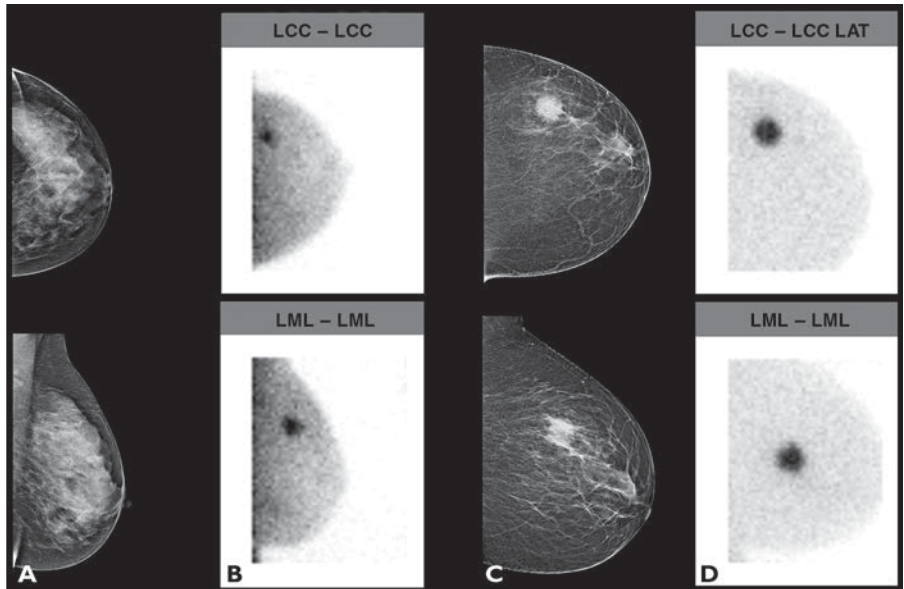 LCC – LCC
LCC – LCC LAT
LML – LML
LML – LML
A
B
C
D